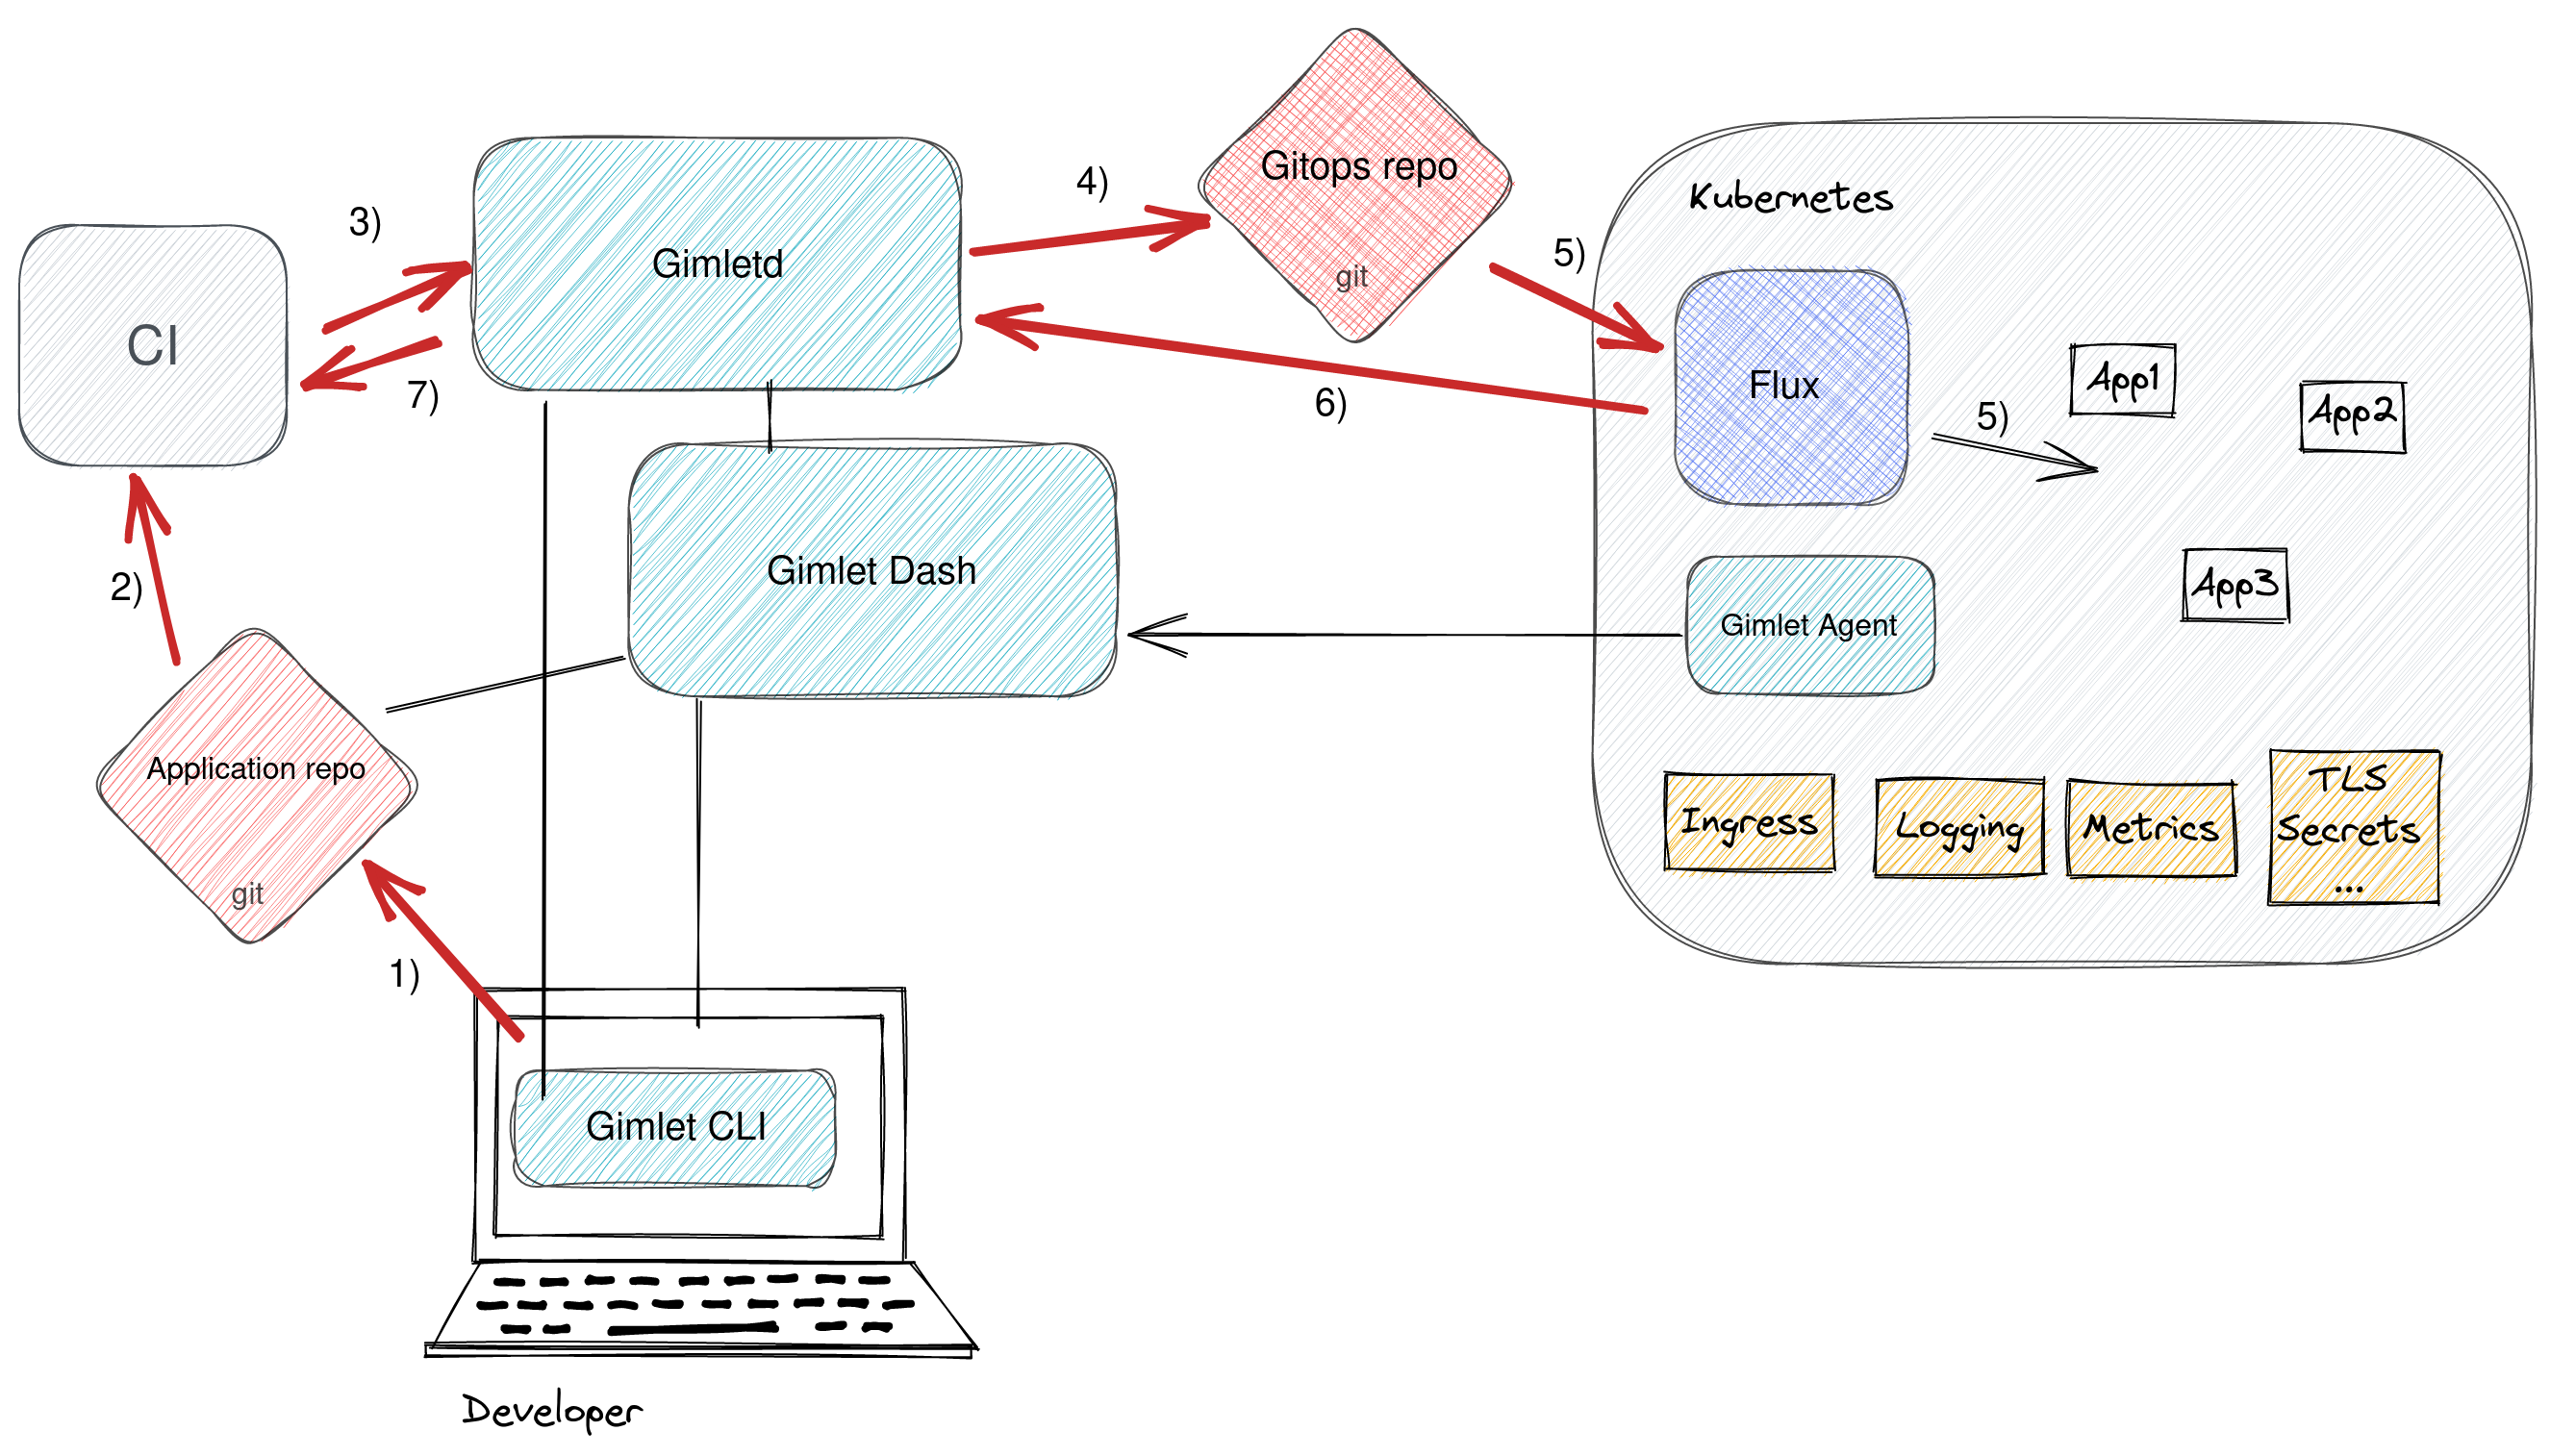 Gitops repo
git
Kubernetes
4)
3)
5)
Gimletd
CI
7)
6)
Flux
App1
App2
5)
2)
Gimlet Dash
App3
Gimlet Agent
Application repo
git
Ingress
Logging
Metrics
TLS
Secrets
...
1)
Gimlet CLI
Developer